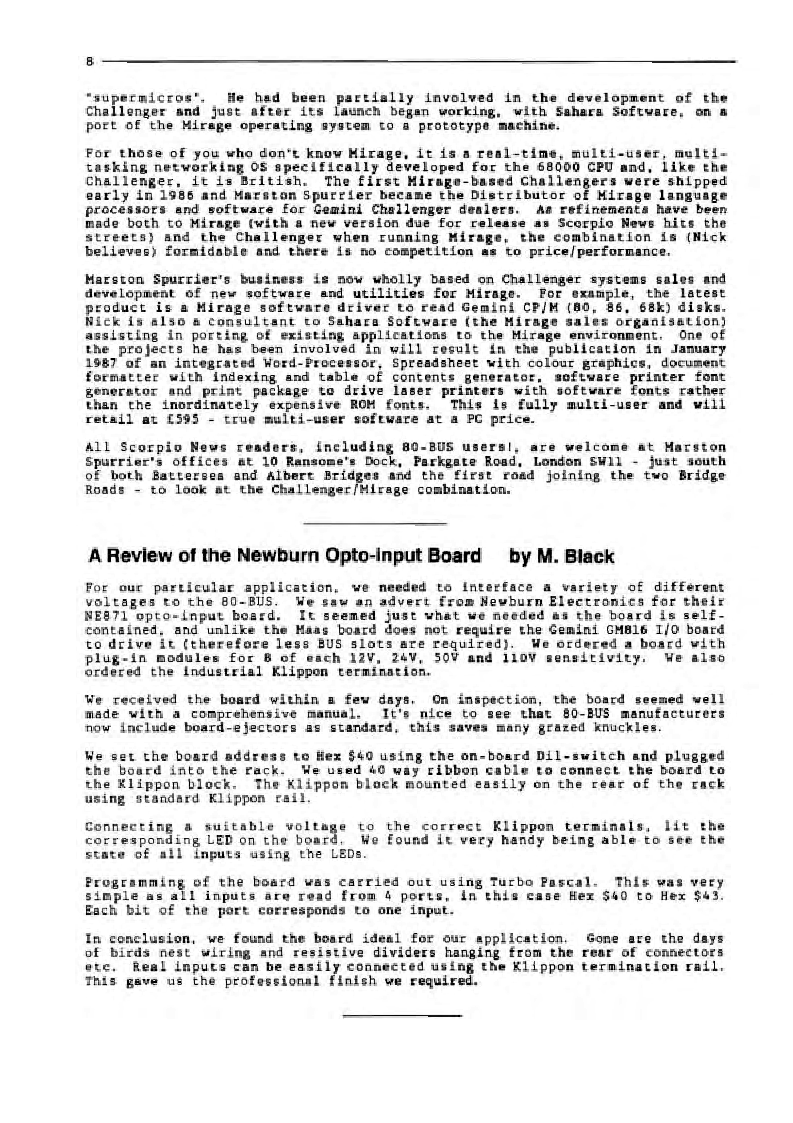 8
"supermicros". He had been partially involved in the development of the
Challenger and just after its launch began working, with Sahara Software, on a
port of the Mirage operating system to a prototype machine.
For those of you who don't know Mirage, it is a real-time, multi-user, multi-
tasking networking OS specifically developed for the 68000 CPU and, like the
Challenger, it is British. The first Mirage-based Challengers were shipped
early in 1986 and Marston Spurrier became the Distributor of Mirage language
processors and software for Gemini Challenger dealers. As refinements have been
made both to Mirage (with a new version due for release as Scorpio News hits the
streets) and the Challenger when running Mirage, the combination is (Nick
believes) formidable and there is no competition as to price/performance.
Marston Spurrier's business is now wholly based on Challenger systems sales and
development of new software and utilities for Mirage. For example, the latest
product is a Mirage software driver to read Gemini CP/M (80, 86, 68k) disks.
Nick is also a consultant to Sahara Software (the Mirage sales organisation)
assisting in porting of existing applications to the Mirage environment. One of
the projects he has been involved in will result in the publication in January
1987 of an integrated Word-Processor, Spreadsheet with colour graphics, document
formatter with indexing and table of contents generator, software printer font
generator and print package to drive laser printers with software fonts rather
than the inordinately expensive ROM fonts. This is fully multi-user and will
retail at £595 - true multi-user software at a PC price.
All Scorpio News readers, including 80-BUS users!, are welcome at Marston
Spurrier's offices at 10 Ransome's Dock, Parkgate Road, London SW11 - just south
of both Battersea and Albert Bridges and the first road joining the two Bridge
Roads - to look at the Challenger/Mirage combination.
A Review of the Newburn Opto-Input Board by M. Black
For our particular application, we needed to interface a variety of different
voltages to the 80-BUS. We saw an advert from Newburn Electronics for their
NE871 opto-input board. It seemed just what we needed as the board is self-
contained, and unlike the Maas board does not require the Gemini GM816 I/O board
to drive it (therefore less BUS slots are required). We ordered a board with
plug-in modules for 8 of each 12V, 24V, 50V and 110V sensitivity. We also
ordered the industrial Klippon termination.
We received the board within a few days. On inspection, the board seemed well
made with a comprehensive manual. It's nice to see that 80-BUS manufacturers
now include board-ejectors as standard, this saves many grazed knuckles.
We set the board address to Hex $40 using the on-board Dil-switch and plugged
the board into the rack. We used 40 way ribbon cable to connect the board to
the Klippon block. The Klippon block mounted easily on the rear of the rack
using standard Klippon rail.
Connecting a suitable voltage to the correct Klippon terminals, lit the
corresponding LED on the board. We found it very handy being able to see the
state of all inputs using the LEDs.
Programming of the board was carried out using Turbo Pascal. This was very
simple as all inputs are read from 4 ports, in this case Hex $40 to Hex $43.
Each bit of the port corresponds to one input.
In conclusion, we found the board ideal for our application. Gone are the days
of birds nest wiring and resistive dividers hanging from the rear of connectors
etc. Real inputs can be easily connected using the Klippon termination rail.
This gave us the professional finish we required.